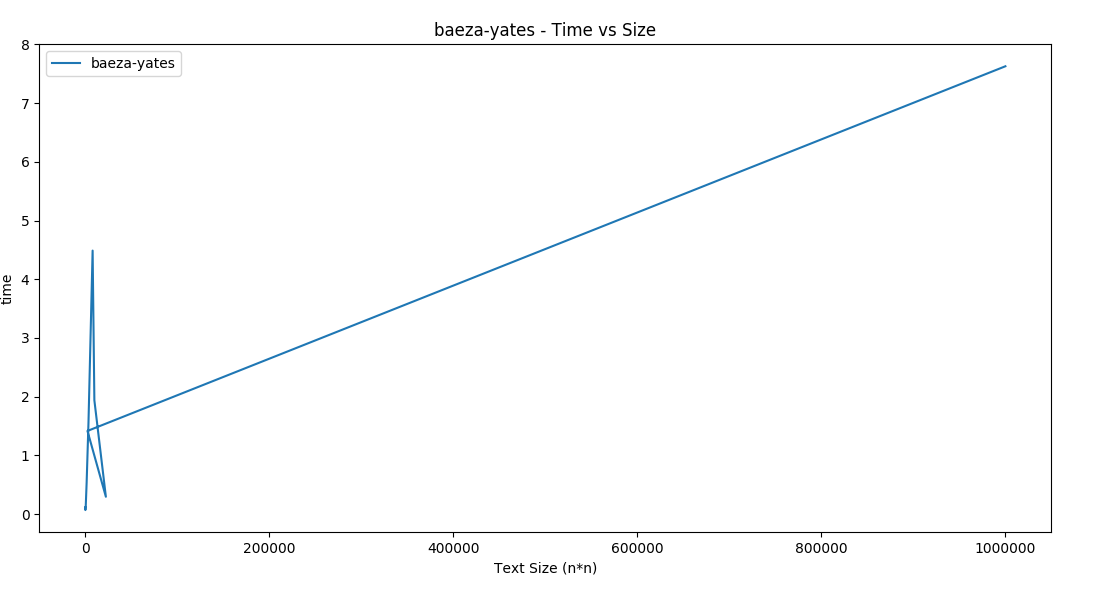 baeza-yates - Time vs Size
baeza-yates
8
7
6
5
4
3
2
1
0
time
0 200000 400000 600000 800000 1000000
Text Size (n*n)